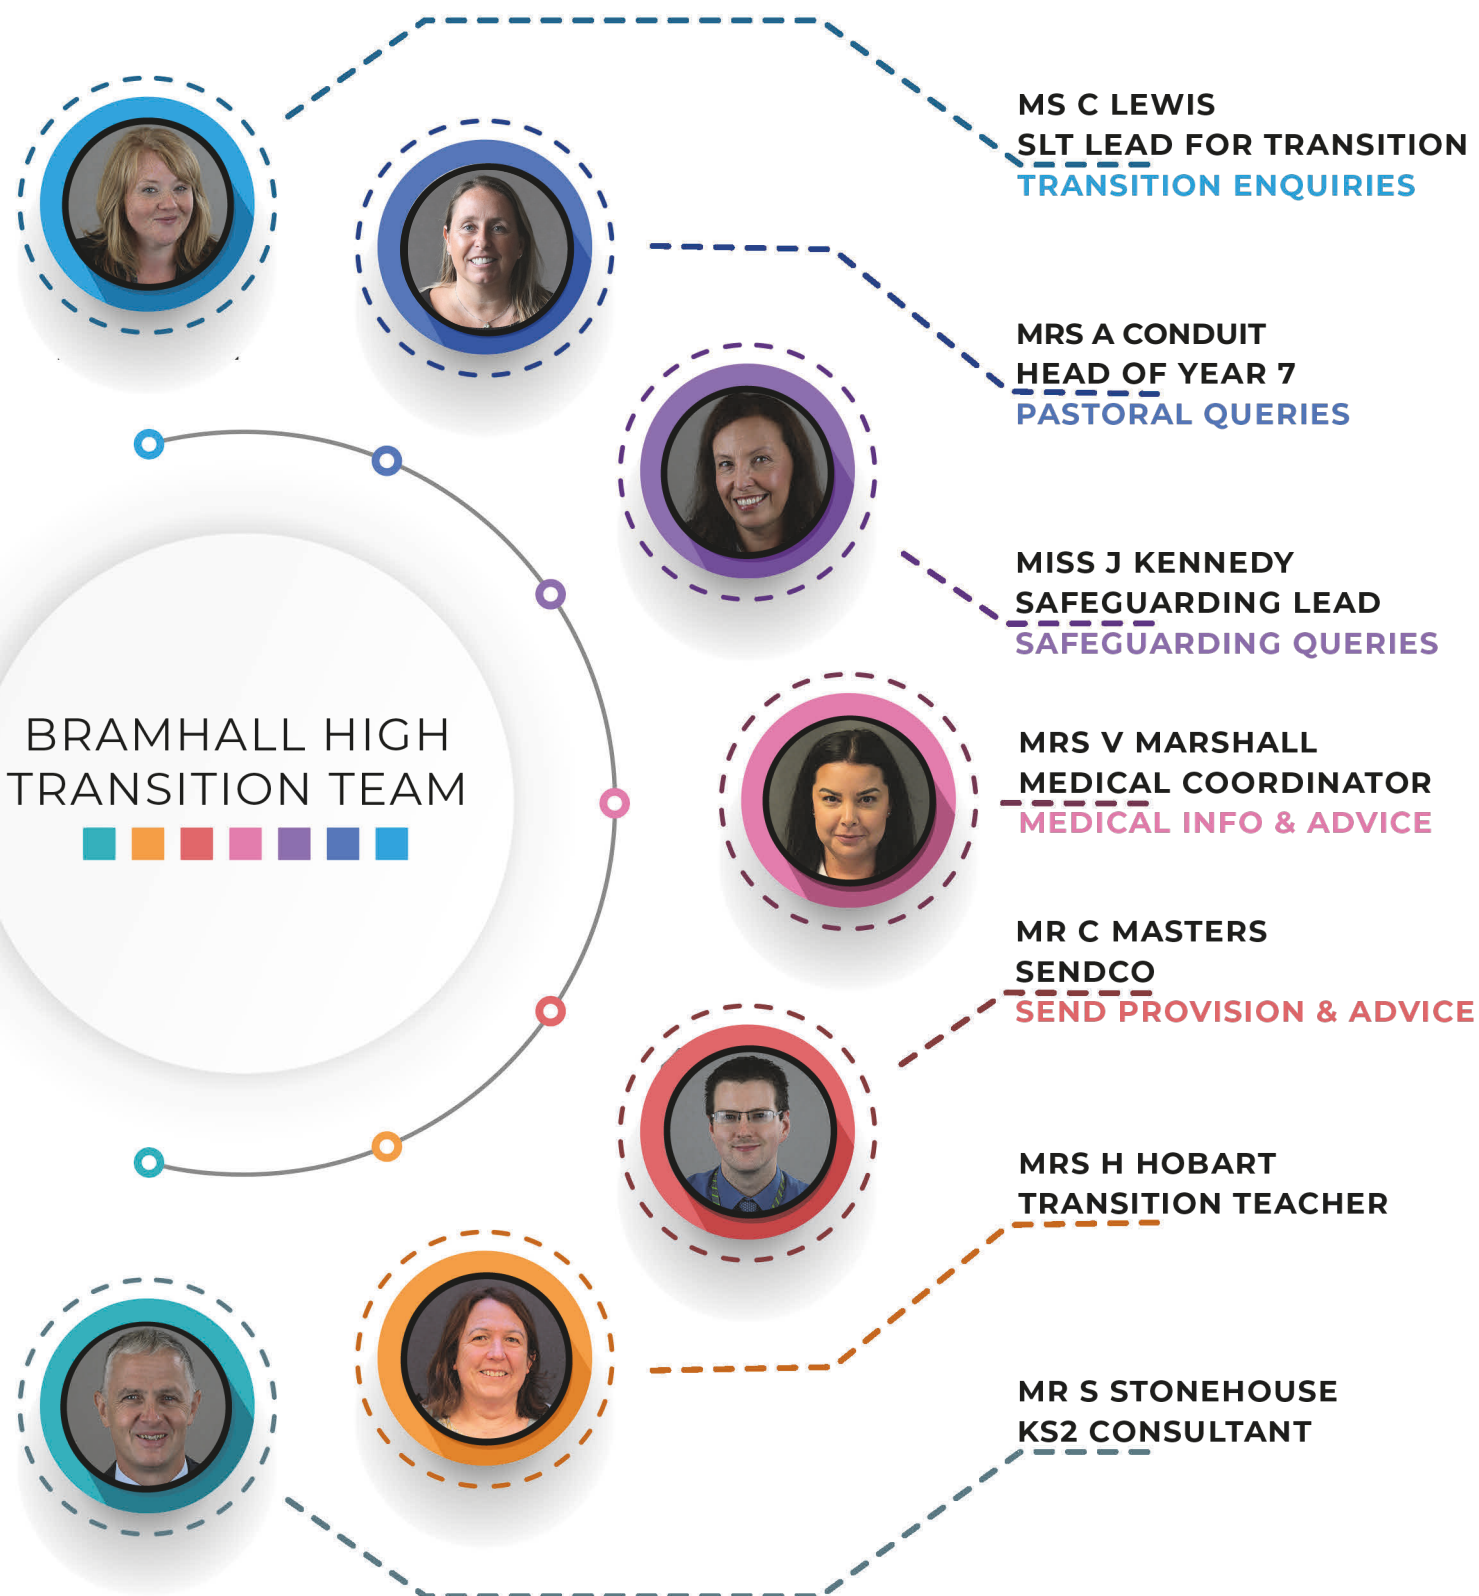 MS C LEWIS
SLT LEAD FOR TRANSITION
TRANSITION ENQUIRIES
MRS A CONDUIT
HEAD OF YEAR 7
PASTORAL QUERIES
MISS J KENNEDY
SAFEGUARDING LEAD
SAFEGUARDING QUERIES
BRAMHALL HIGH
TRANSITION TEAM
MRS V MARSHALL
MEDICAL COORDINATOR
MEDICAL INFO & ADVICE
MR C MASTERS
SENDCO
SEND PROVISION & ADVICE
MRS H HOBART
TRANSITION TEACHER
MR S STONEHOUSE
KS2 CONSULTANT